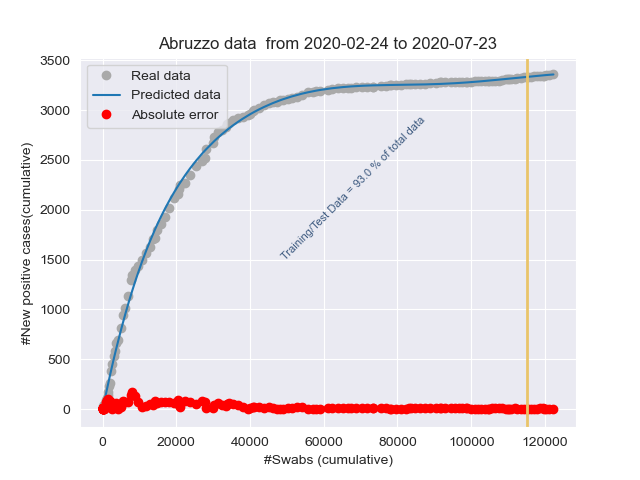 Abruzzo data  from 2020-02-24 to 2020-07-23
Real data
Predicted data
Absolute error
Training/Test Data = 93.0 % of total data
#New positive cases(cumulative)
3500
3000
2500
2000
1500
1000
500
0
0 20000 40000 60000 80000 100000 120000
#Swabs (cumulative)